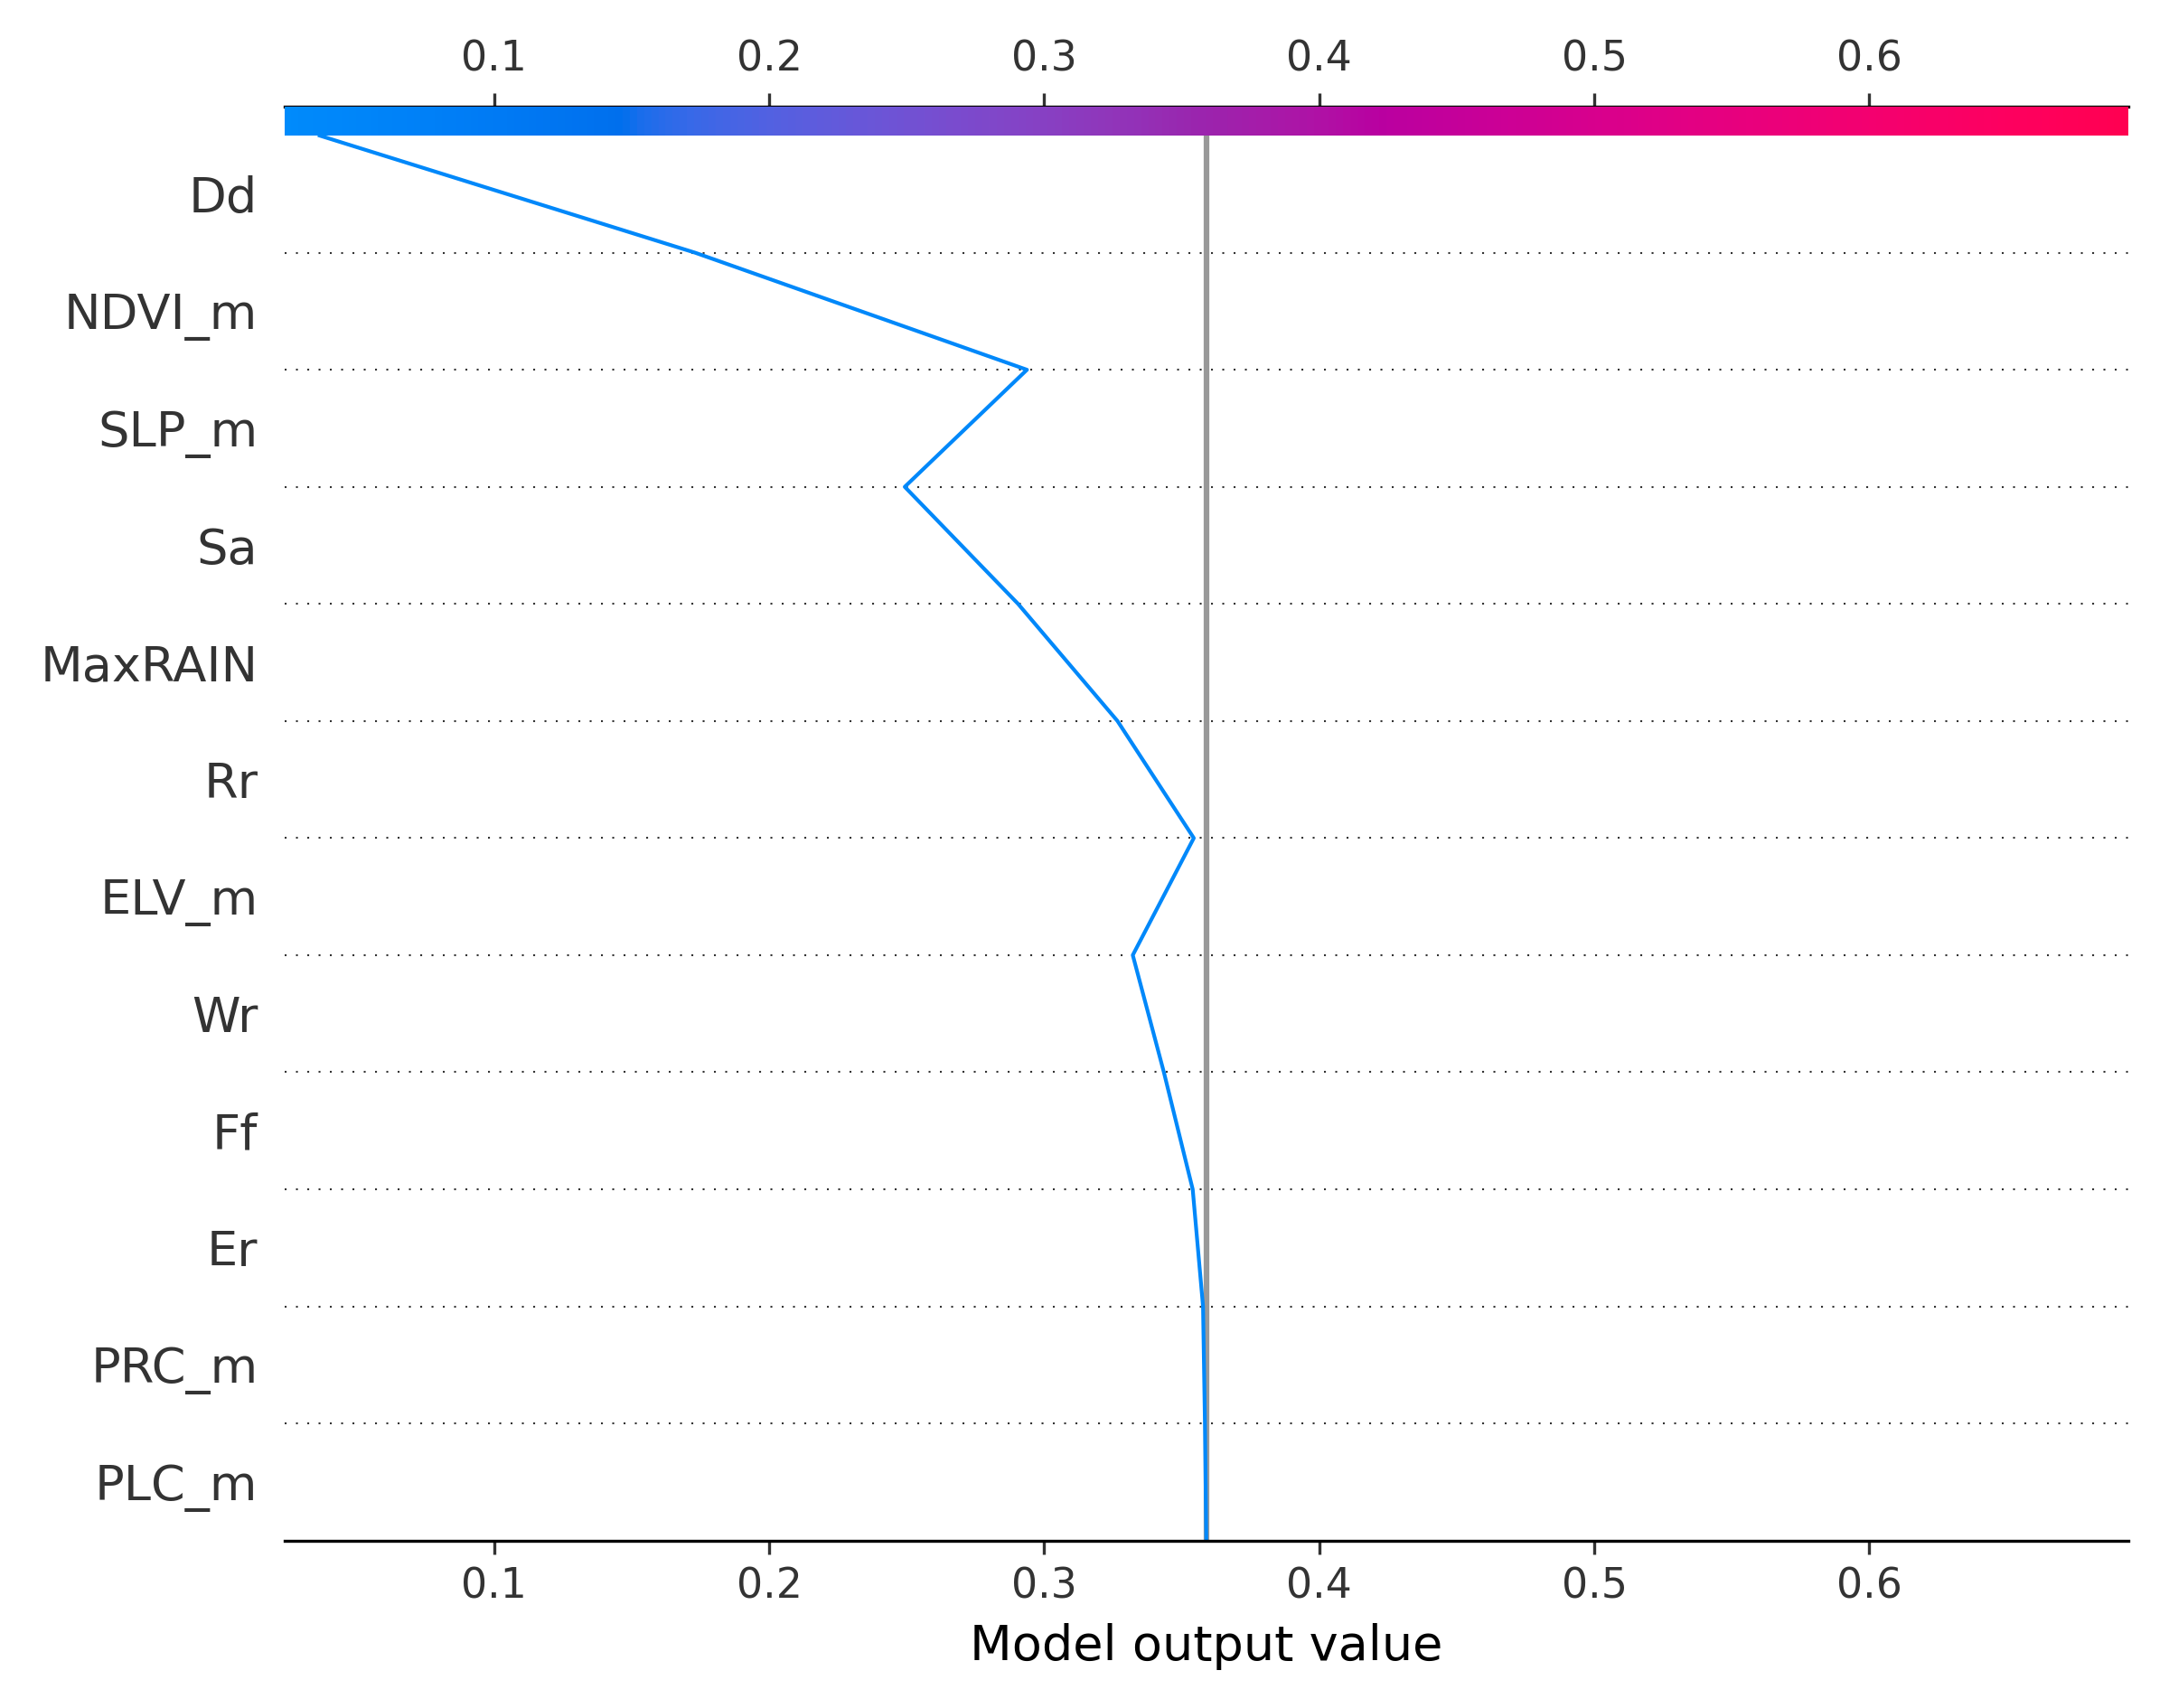 0.1 0.2 0.3 0.4 0.5 0.6
Dd
NDVI_m
SLP_m
Sa
MaxRAIN
Rr
ELV_m
Wr
Ff
Er
PRC_m
PLC_m
0.1 0.2 0.3 0.4 0.5 0.6
Model output value